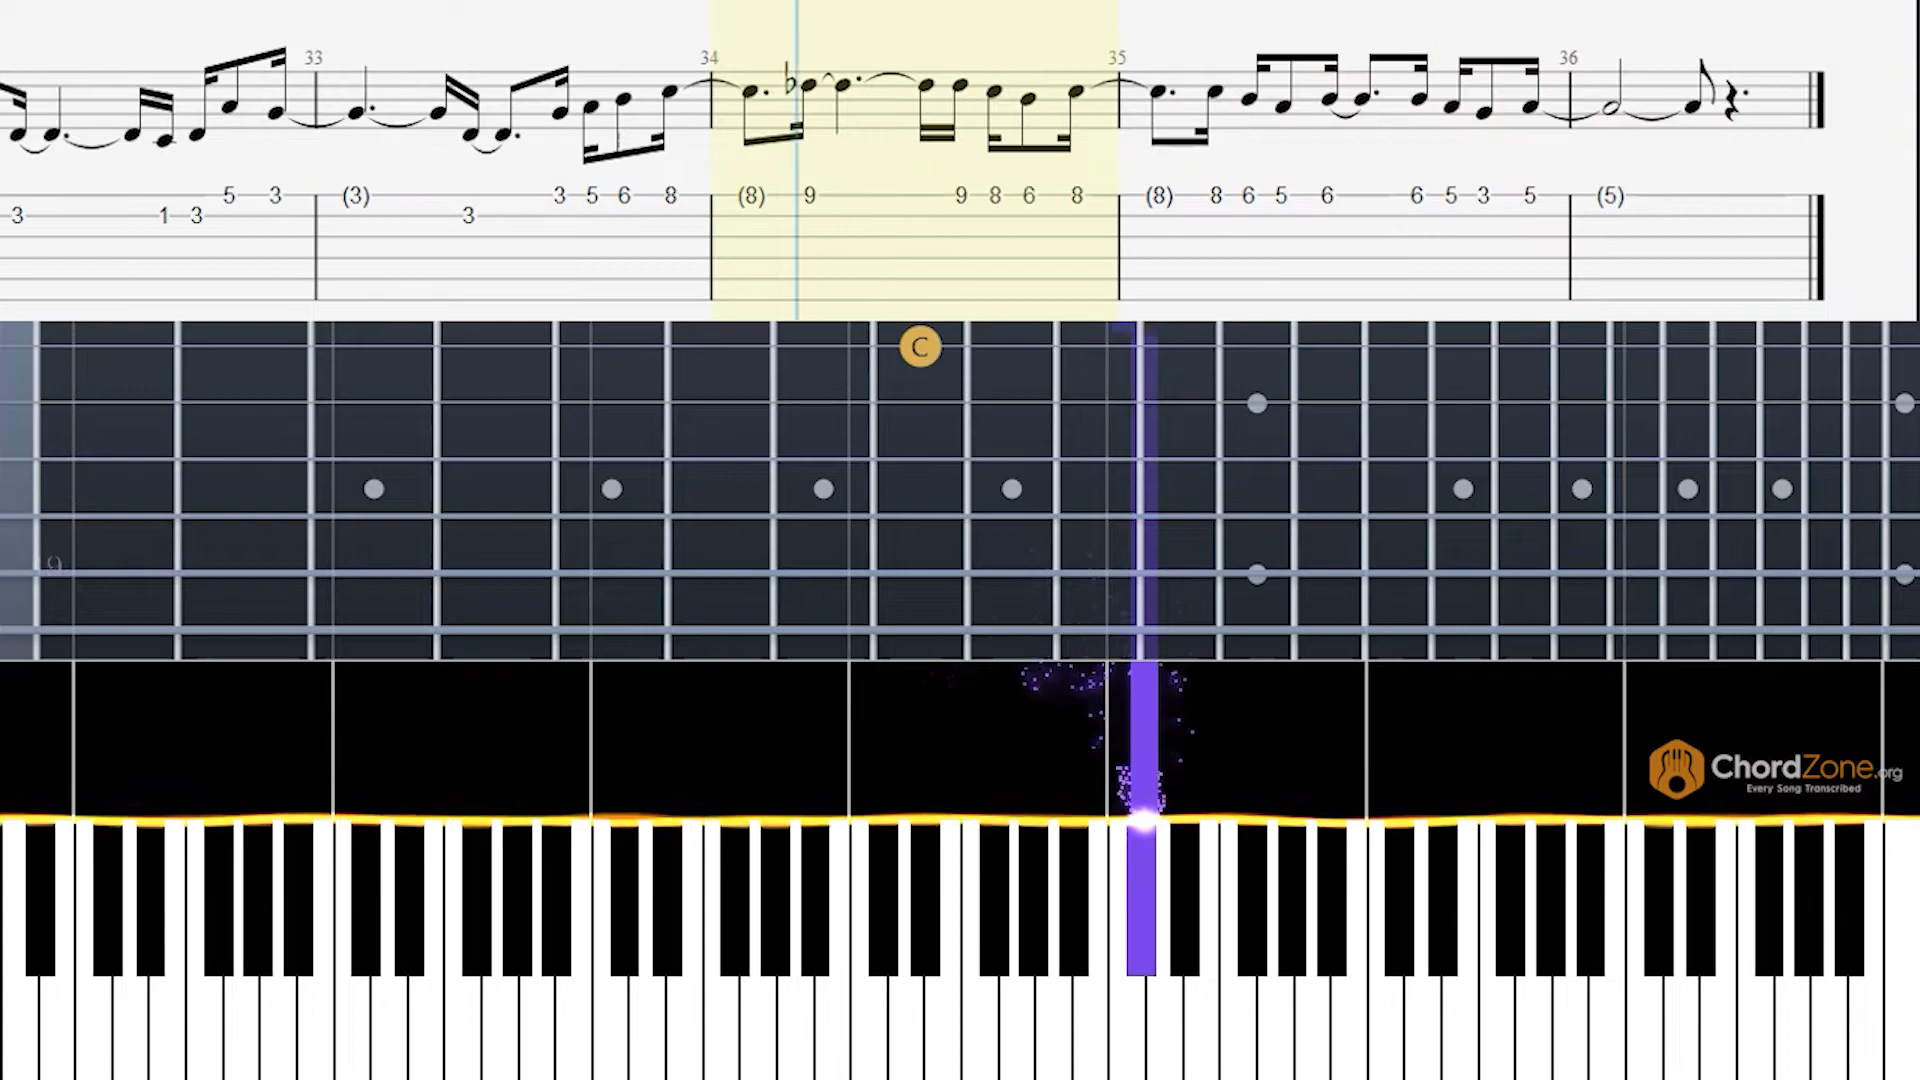 33 34 35 36
5 3 (3) 3 5 6 8 (8) 9 9 8 6 8 (8) 8 6 5 6 6 5 3 5 (5)
3 1 3 3
C
9
ChordZone.org
Every Song Transcribed